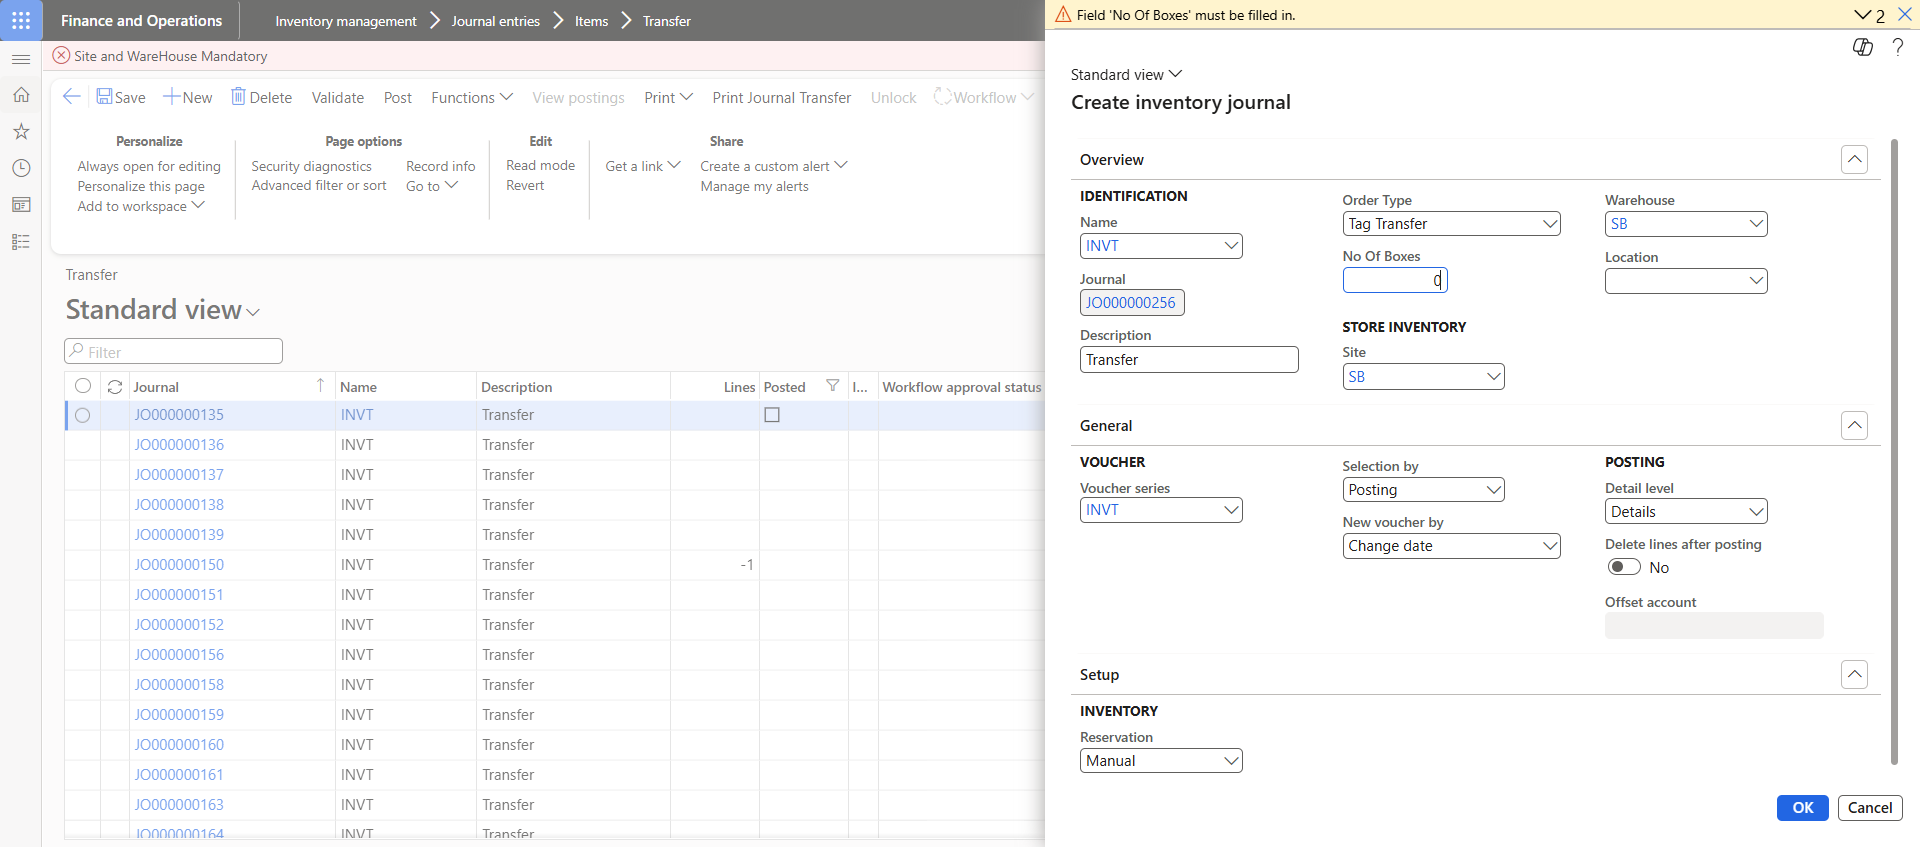 Finance and Operations
Inventory management
Journal entries
Items
Transfer
Site and WareHouse Mandatory
Save
New
Delete
Validate
Post
Functions
View postings
Print
Print Journal Transfer
Unlock
Workflow
Personalize
Always open for editing
Personalize this page
Add to workspace
Page options
Security diagnostics
Advanced filter or sort
Record info
Go to
Edit
Read mode
Revert
Share
Get a link
Create a custom alert
Manage my alerts
Transfer
Standard view
Filter
Journal Name Description Lines Posted I... Workflow approval status
JO000000135 INVT Transfer
JO000000136 INVT Transfer
JO000000137 INVT Transfer
JO000000138 INVT Transfer
JO000000139 INVT Transfer
JO000000150 INVT Transfer -1
JO000000151 INVT Transfer
JO000000152 INVT Transfer
JO000000156 INVT Transfer
JO000000158 INVT Transfer
JO000000159 INVT Transfer
JO000000160 INVT Transfer
JO000000161 INVT Transfer
JO000000163 INVT Transfer
JO000000164 INVT Transfer
Field 'No Of Boxes' must be filled in.
2
?
Standard view
Create inventory journal
Overview
IDENTIFICATION
Name
INVT
Journal
JO000000256
Description
Transfer
Order Type
Tag Transfer
No Of Boxes
0
STORE INVENTORY
Site
SB
Warehouse
SB
Location
General
VOUCHER
Voucher series
INVT
Selection by
Posting
New voucher by
Change date
POSTING
Detail level
Details
Delete lines after posting
No
Offset account
Setup
INVENTORY
Reservation
Manual
OK
Cancel